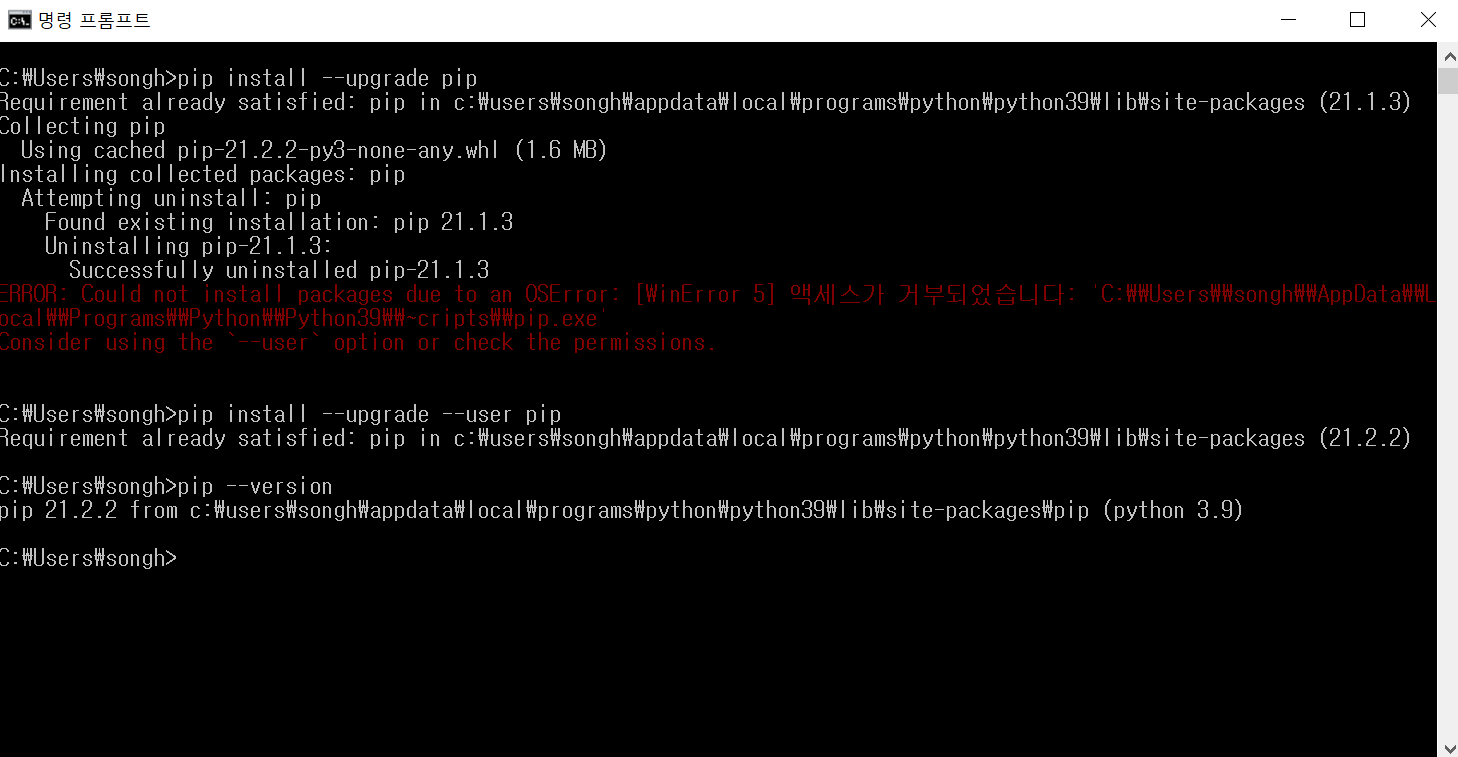 명령 프롬프트
C:₩Users₩songh>pip install --upgrade pip
Requirement already satisfied: pip in c:₩users₩songh₩appdata₩local₩programs₩python₩python39₩lib₩site-packages (21.1.3)
Collecting pip
  Using cached pip-21.2.2-py3-none-any.whl (1.6 MB)
Installing collected packages: pip
  Attempting uninstall: pip
    Found existing installation: pip 21.1.3
    Uninstalling pip-21.1.3:
      Successfully uninstalled pip-21.1.3
ERROR: Could not install packages due to an OSError: [WinError 5] 액세스가 거부되었습니다: 'C:₩₩Users₩₩songh₩₩AppData₩₩L
ocal₩₩Programs₩₩Python₩₩Python39₩₩~cripts₩₩pip.exe'
Consider using the `--user` option or check the permissions.
C:₩Users₩songh>pip install --upgrade --user pip
Requirement already satisfied: pip in c:₩users₩songh₩appdata₩local₩programs₩python₩python39₩lib₩site-packages (21.2.2)
C:₩Users₩songh>pip --version
pip 21.2.2 from c:₩users₩songh₩appdata₩local₩programs₩python₩python39₩lib₩site-packages₩pip (python 3.9)
C:₩Users₩songh>